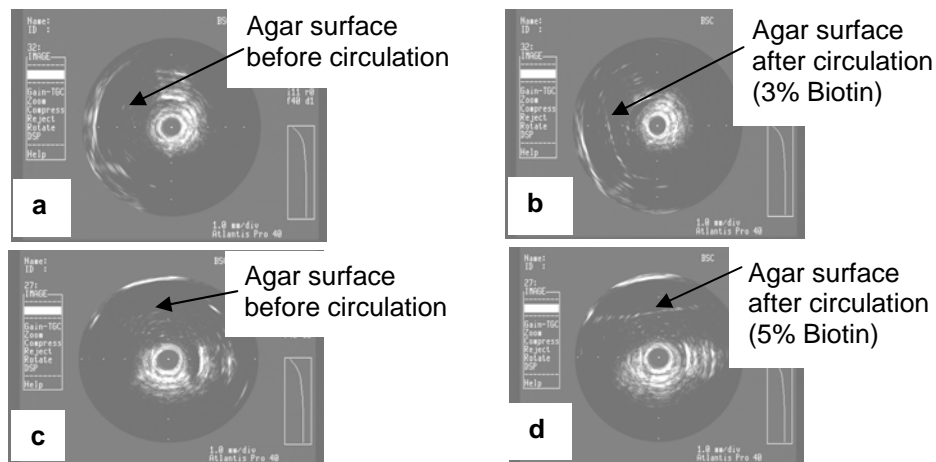 Name:
ID :
BSC
Agar surface
before circulation
32:
IMAGE
Gain-TGC
Zoom
Compress
Reject
Rotate
DSP
Help
f40 d1
a
1.0 mm/div
Atlantis Pro 40
Name:
ID :
BSC
Agar surface
after circulation
(3% Biotin)
32:
IMAGE
Gain-TGC
Zoom
Compress
Reject
Rotate
DSP
Help
b
1.0 mm/div
Atlantis Pro 40
Name:
ID :
Agar surface
before circulation
27:
IMAGE
Gain-TGC
Zoom
Compress
Reject
Rotate
DSP
Help
c
1.0 mm/div
Atlantis Pro 40
Name:
ID :
BSC
Agar surface
after circulation
(5% Biotin)
27:
IMAGE
Gain-TGC
Zoom
Compress
Reject
Rotate
DSP
Help
d
1.0 mm/div
Atlantis Pro 40